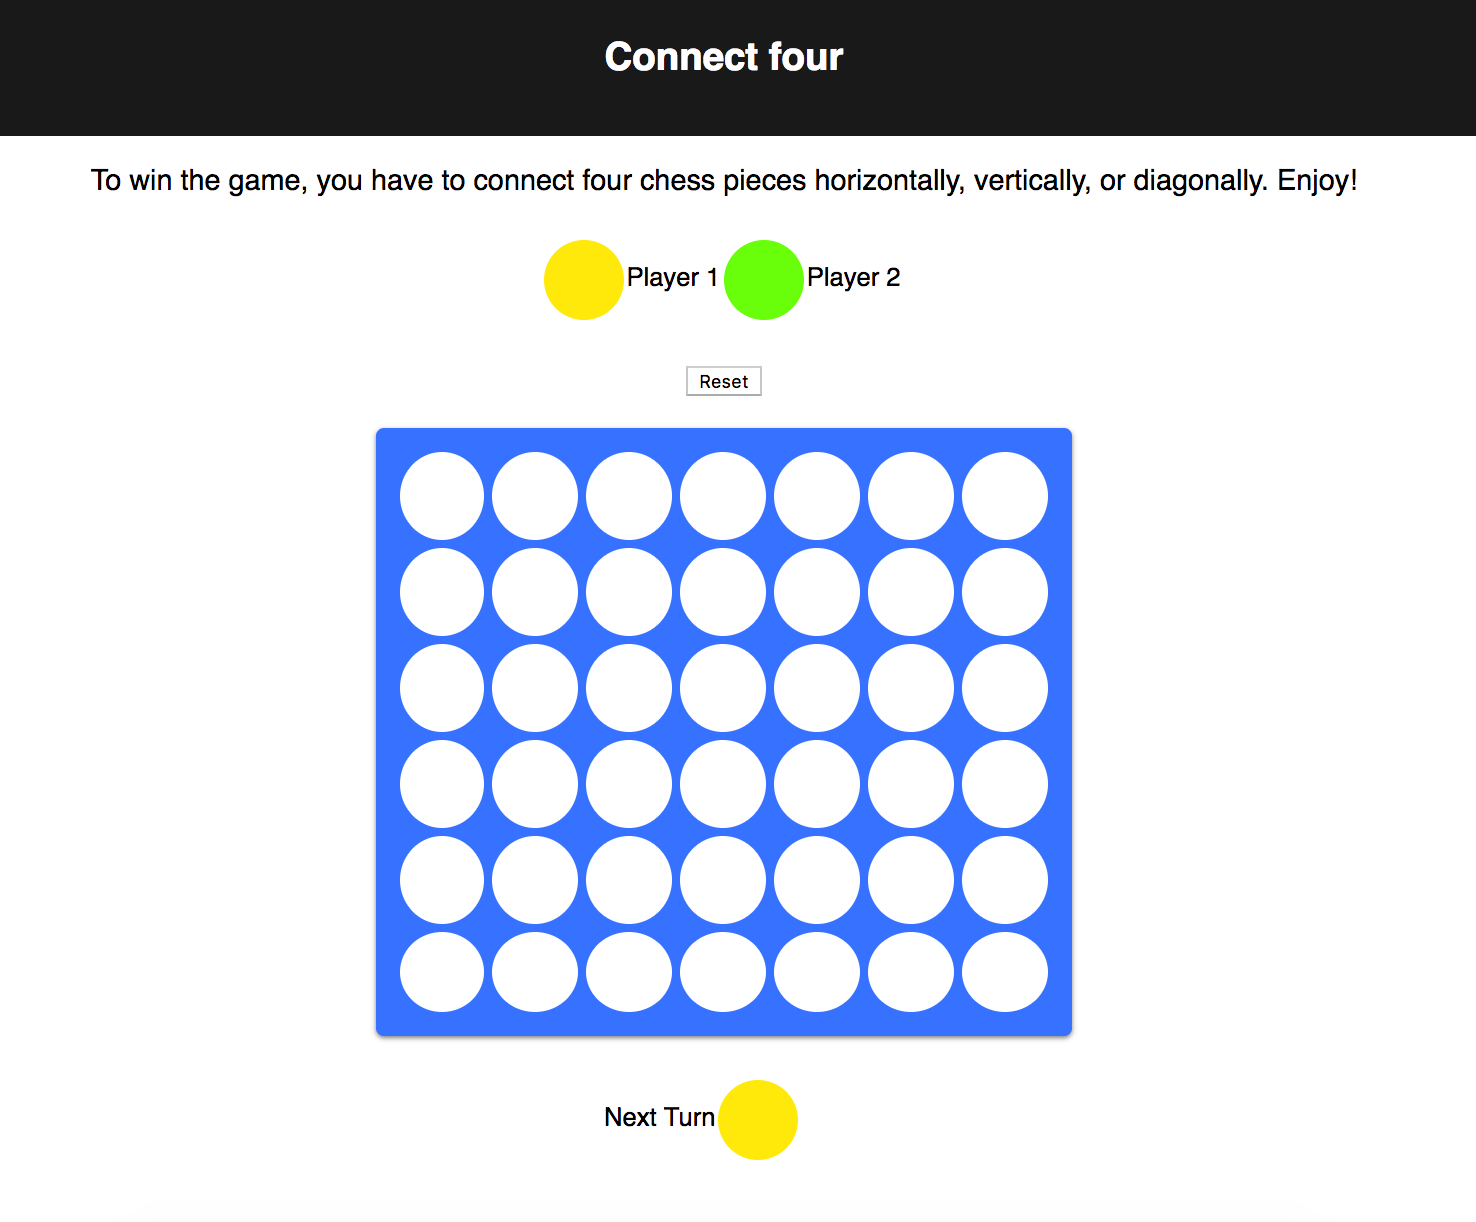 Connect four
To win the game, you have to connect four chess pieces horizontally, vertically, or diagonally. Enjoy!
Player 1 Player 2
Reset
Next Turn